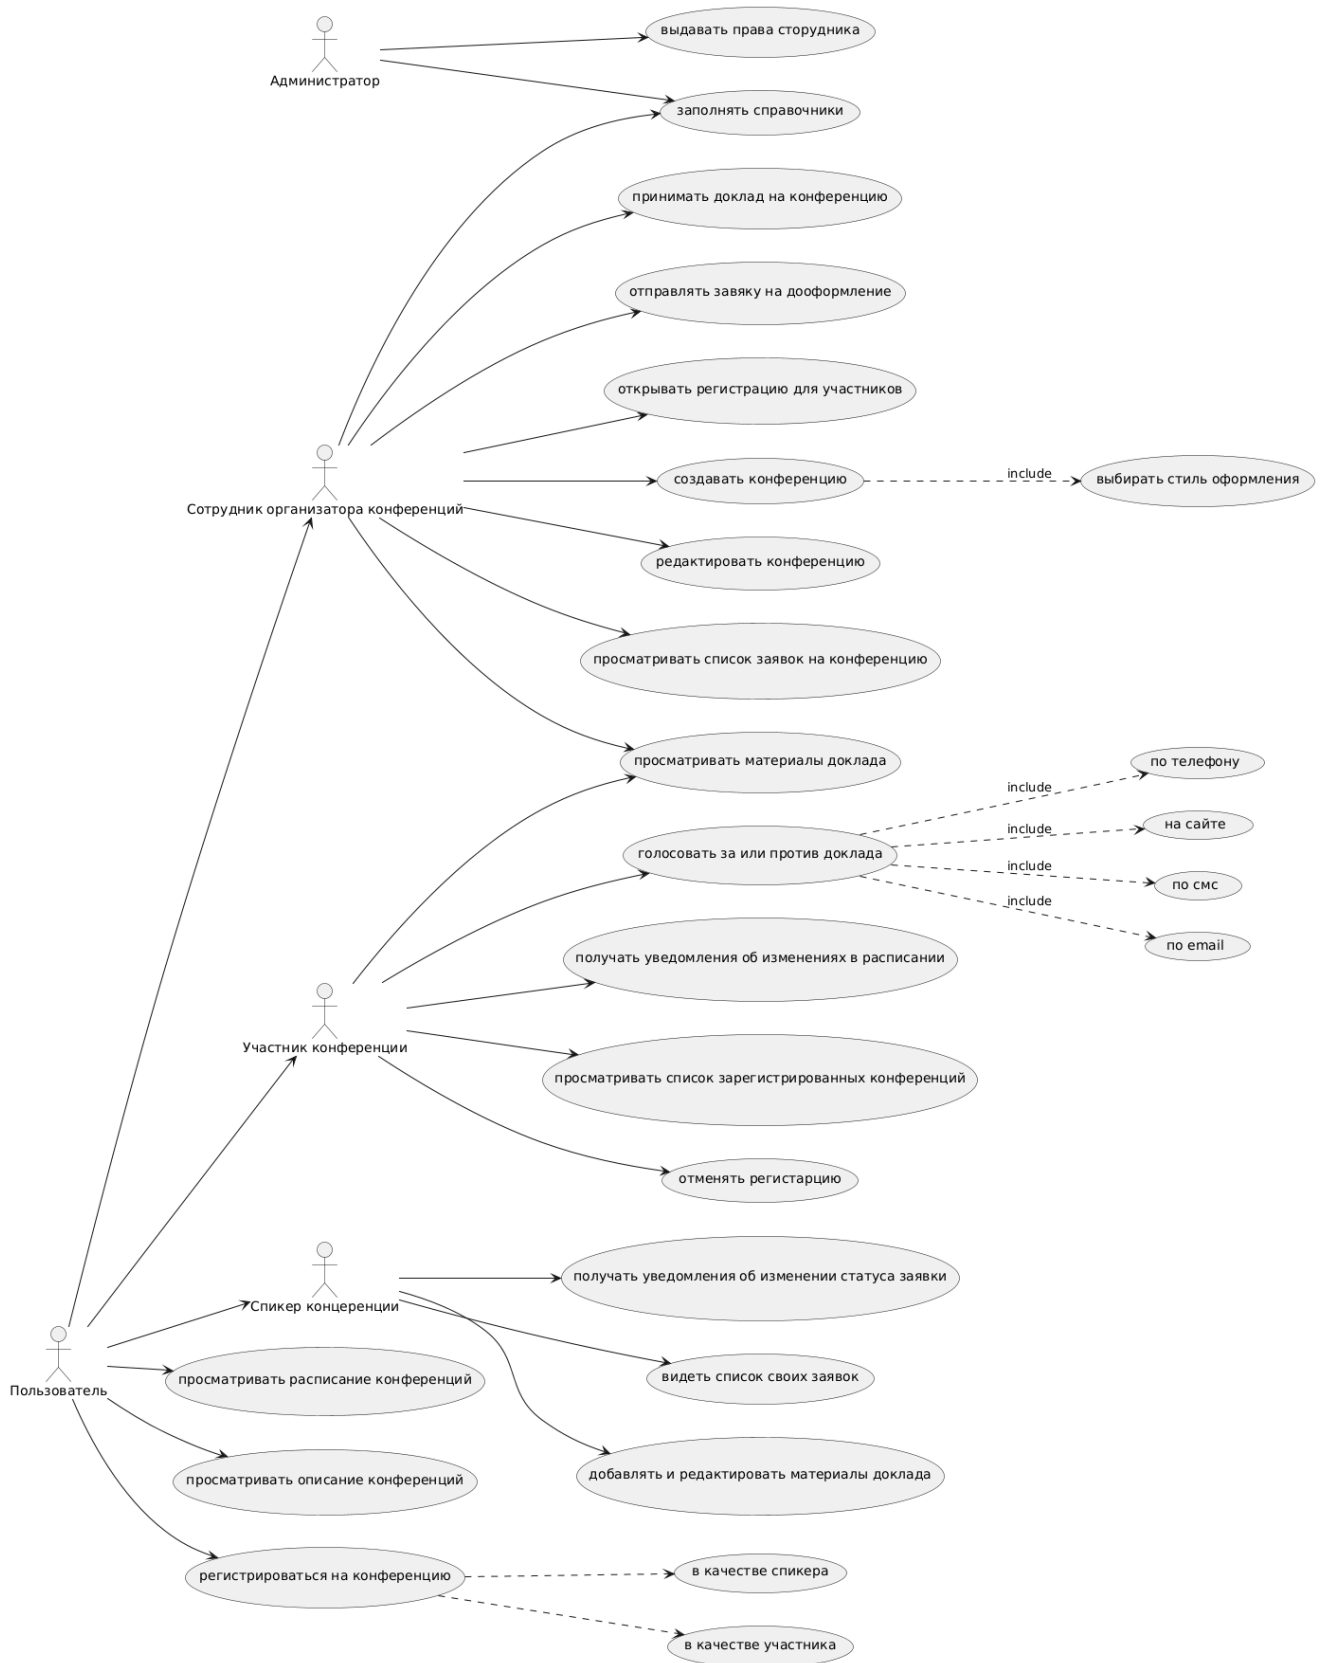 выдавать права сторудника
Администратор
заполнять справочники
принимать доклад на конференцию
отправлять завяку на дооформление
открывать регистрацию для участников
include
создавать конференцию
выбирать стиль оформления
Сотрудник организатора конференций
редактировать конференцию
просматривать список заявок на конференцию
просматривать материалы доклада
по телефону
include
на сайте
include
голосовать за или против доклада
include
по смс
include
по email
получать уведомления об изменениях в расписании
Участник конференции
просматривать список зарегистрированных конференций
отменять регистарцию
получать уведомления об изменении статуса заявки
Спикер концеренции
видеть список своих заявок
просматривать расписание конференций
Пользователь
добавлять и редактировать материалы доклада
просматривать описание конференций
в качестве спикера
регистрироваться на конференцию
в качестве участника